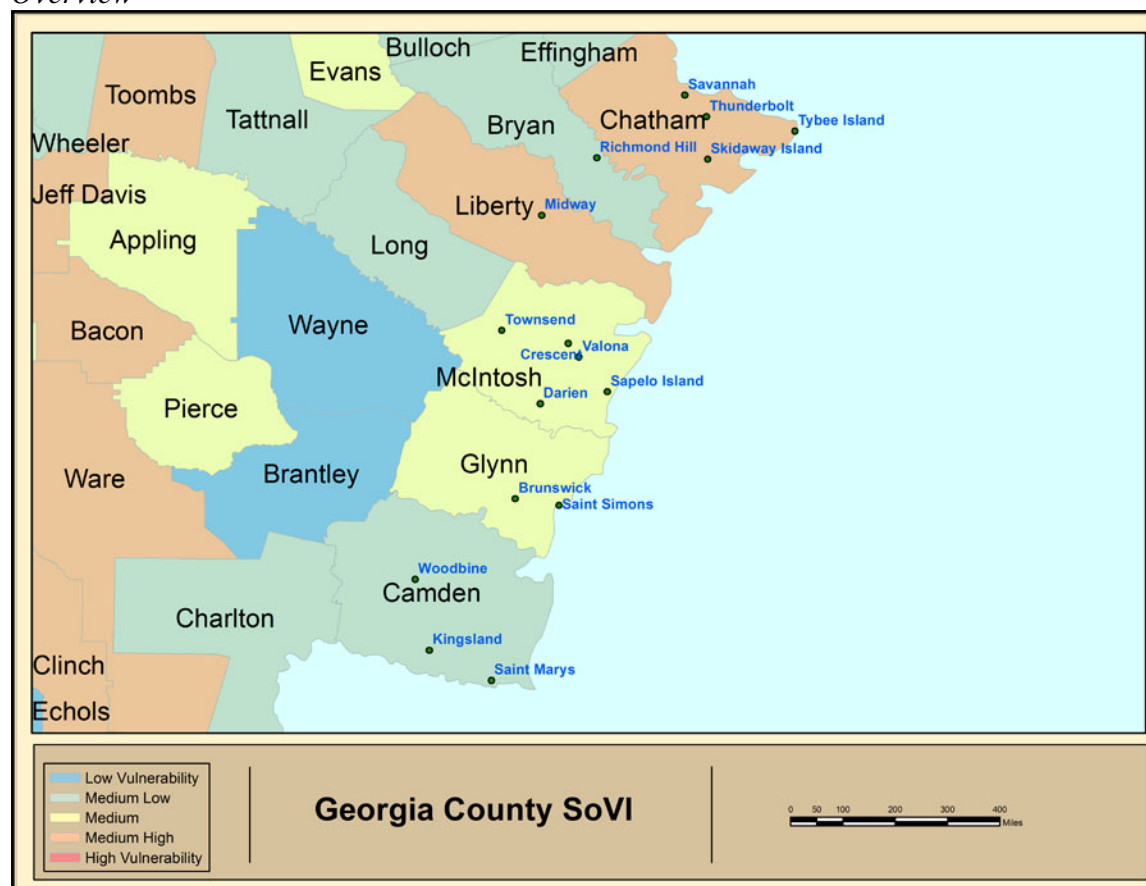 Overview
Bulloch
Effingham
Evans
Toombs
Savannah
Thunderbolt
Chatham
Tattnall
Bryan
Tybee Island
Wheeler
Richmond Hill
Skidaway Island
Jeff Davis
Liberty
Midway
Appling
Long
Wayne
Bacon
Townsend
Valona
Crescent
McIntosh
Sapelo Island
Darien
Pierce
Glynn
Ware
Brantley
Brunswick
Saint Simons
Woodbine
Camden
Charlton
Kingsland
Clinch
Saint Marys
Echols
Low Vulnerability
Medium Low
Medium
Medium High
High Vulnerability
Georgia County SoVI
0 50 100 200 300 400
Miles